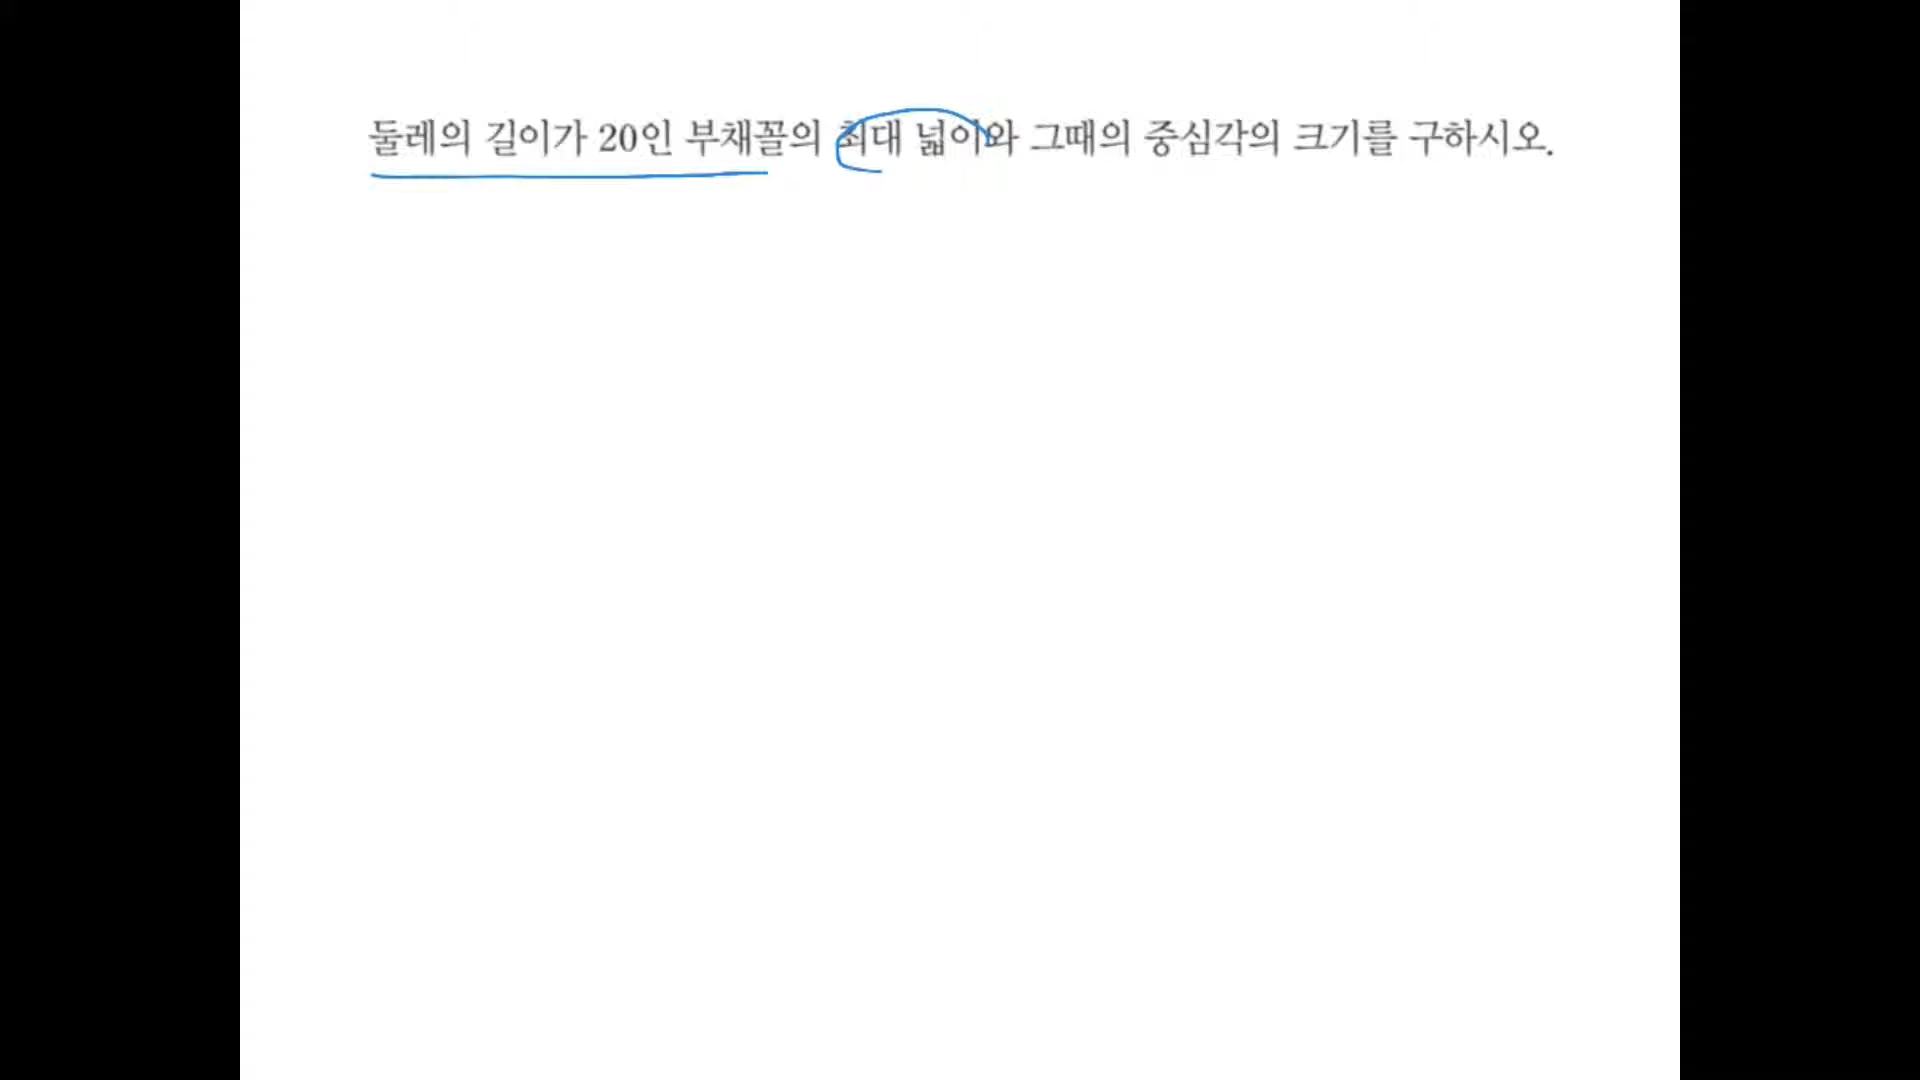 둘레의 길이가 20인 부채꼴의 최대 넓이와 그때의 중심각의 크기를 구하시오.